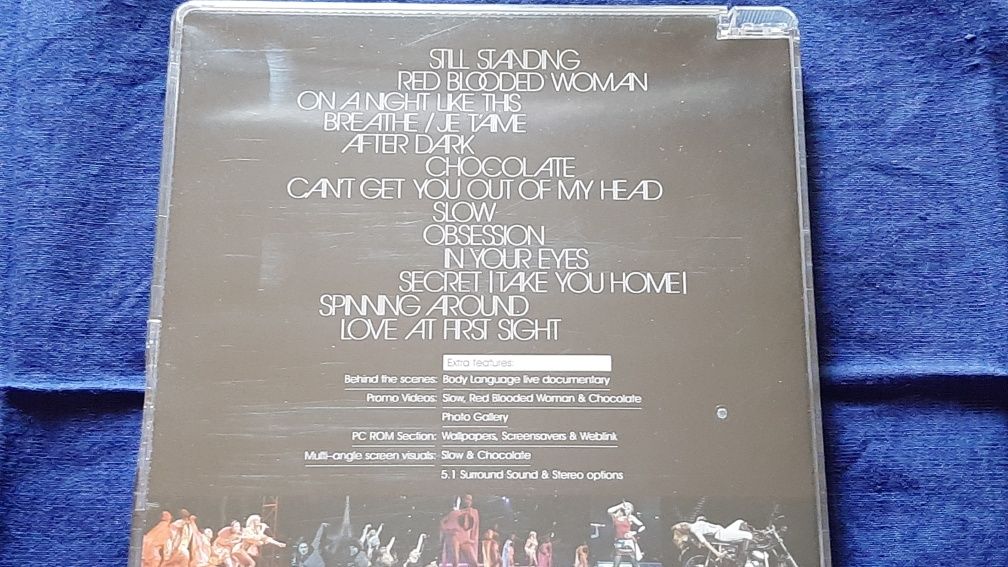 STILL STANDING
RED BLOODED WOMAN
ON A NIGHT LIKE THIS
BREATHE / JE T'AIME
AFTER DARK
CHOCOLATE
CAN'T GET YOU OUT OF MY HEAD
SLOW
OBSESSION
IN YOUR EYES
SECRET [TAKE YOU HOME]
SPINNING AROUND
LOVE AT FIRST SIGHT
Extra features:
Behind the scenes: Body Language live documentary
Promo Videos: Slow, Red Blooded Woman & Chocolate
Photo Gallery
PC ROM Section: Wallpapers, Screensavers & Weblink
Multi-angle screen visuals: Slow & Chocolate
5.1 Surround Sound & Stereo options